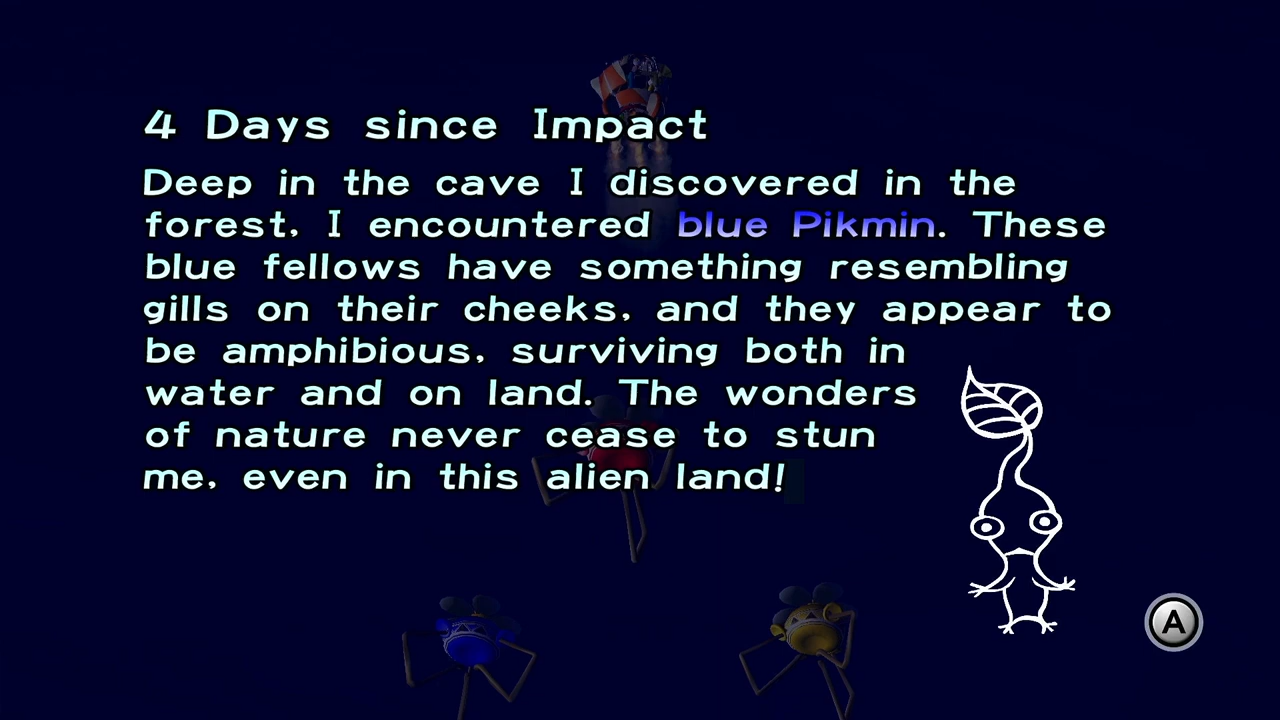 4 Days since Impact
Deep in the cave I discovered in the
forest, I encountered blue Pikmin. These
blue fellows have something resembling
gills on their cheeks, and they appear to
be amphibious, surviving both in
water and on land. The wonders
of nature never cease to stun
me, even in this alien land!
A